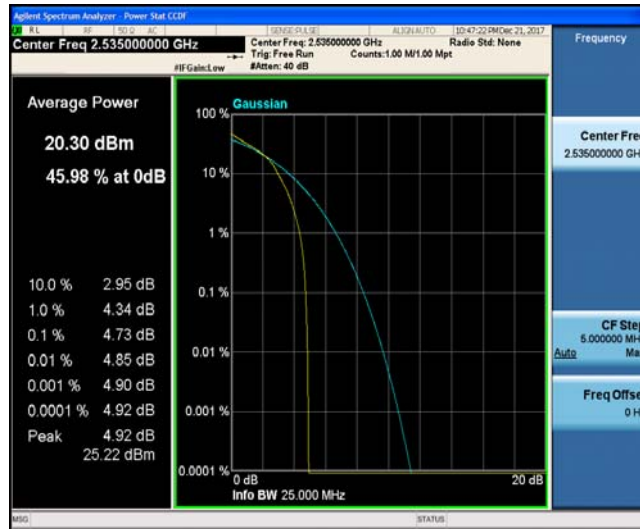 Agilent Spectrum Analyzer - Power Stat CCDF
RL RF 50 Ω AC SENSE:PULSE ALIGN AUTO 10:47:22 PM Dec 21, 2017
Center Freq 2.535000000 GHz
Center Freq: 2.535000000 GHz
Radio Std: None
Trig: Free Run
Counts:1.00 M/1.00 Mpt
#IFGain:Low
#Atten: 40 dB
Average Power
20.30 dBm
45.98 % at 0dB
10.0 % 2.95 dB
1.0 % 4.34 dB
0.1 % 4.73 dB
0.01 % 4.85 dB
0.001 % 4.90 dB
0.0001 % 4.92 dB
Peak 4.92 dB
25.22 dBm
Gaussian
100 %
10 %
1 %
0.1 %
0.01 %
0.001 %
0.0001 %
0 dB
20 dB
Info BW 25.000 MHz
Frequency
Center Fre
2.535000000 GH
CF Step
5.000000 MH
Auto Ma
Freq Offse
0 H
MSG
STATUS